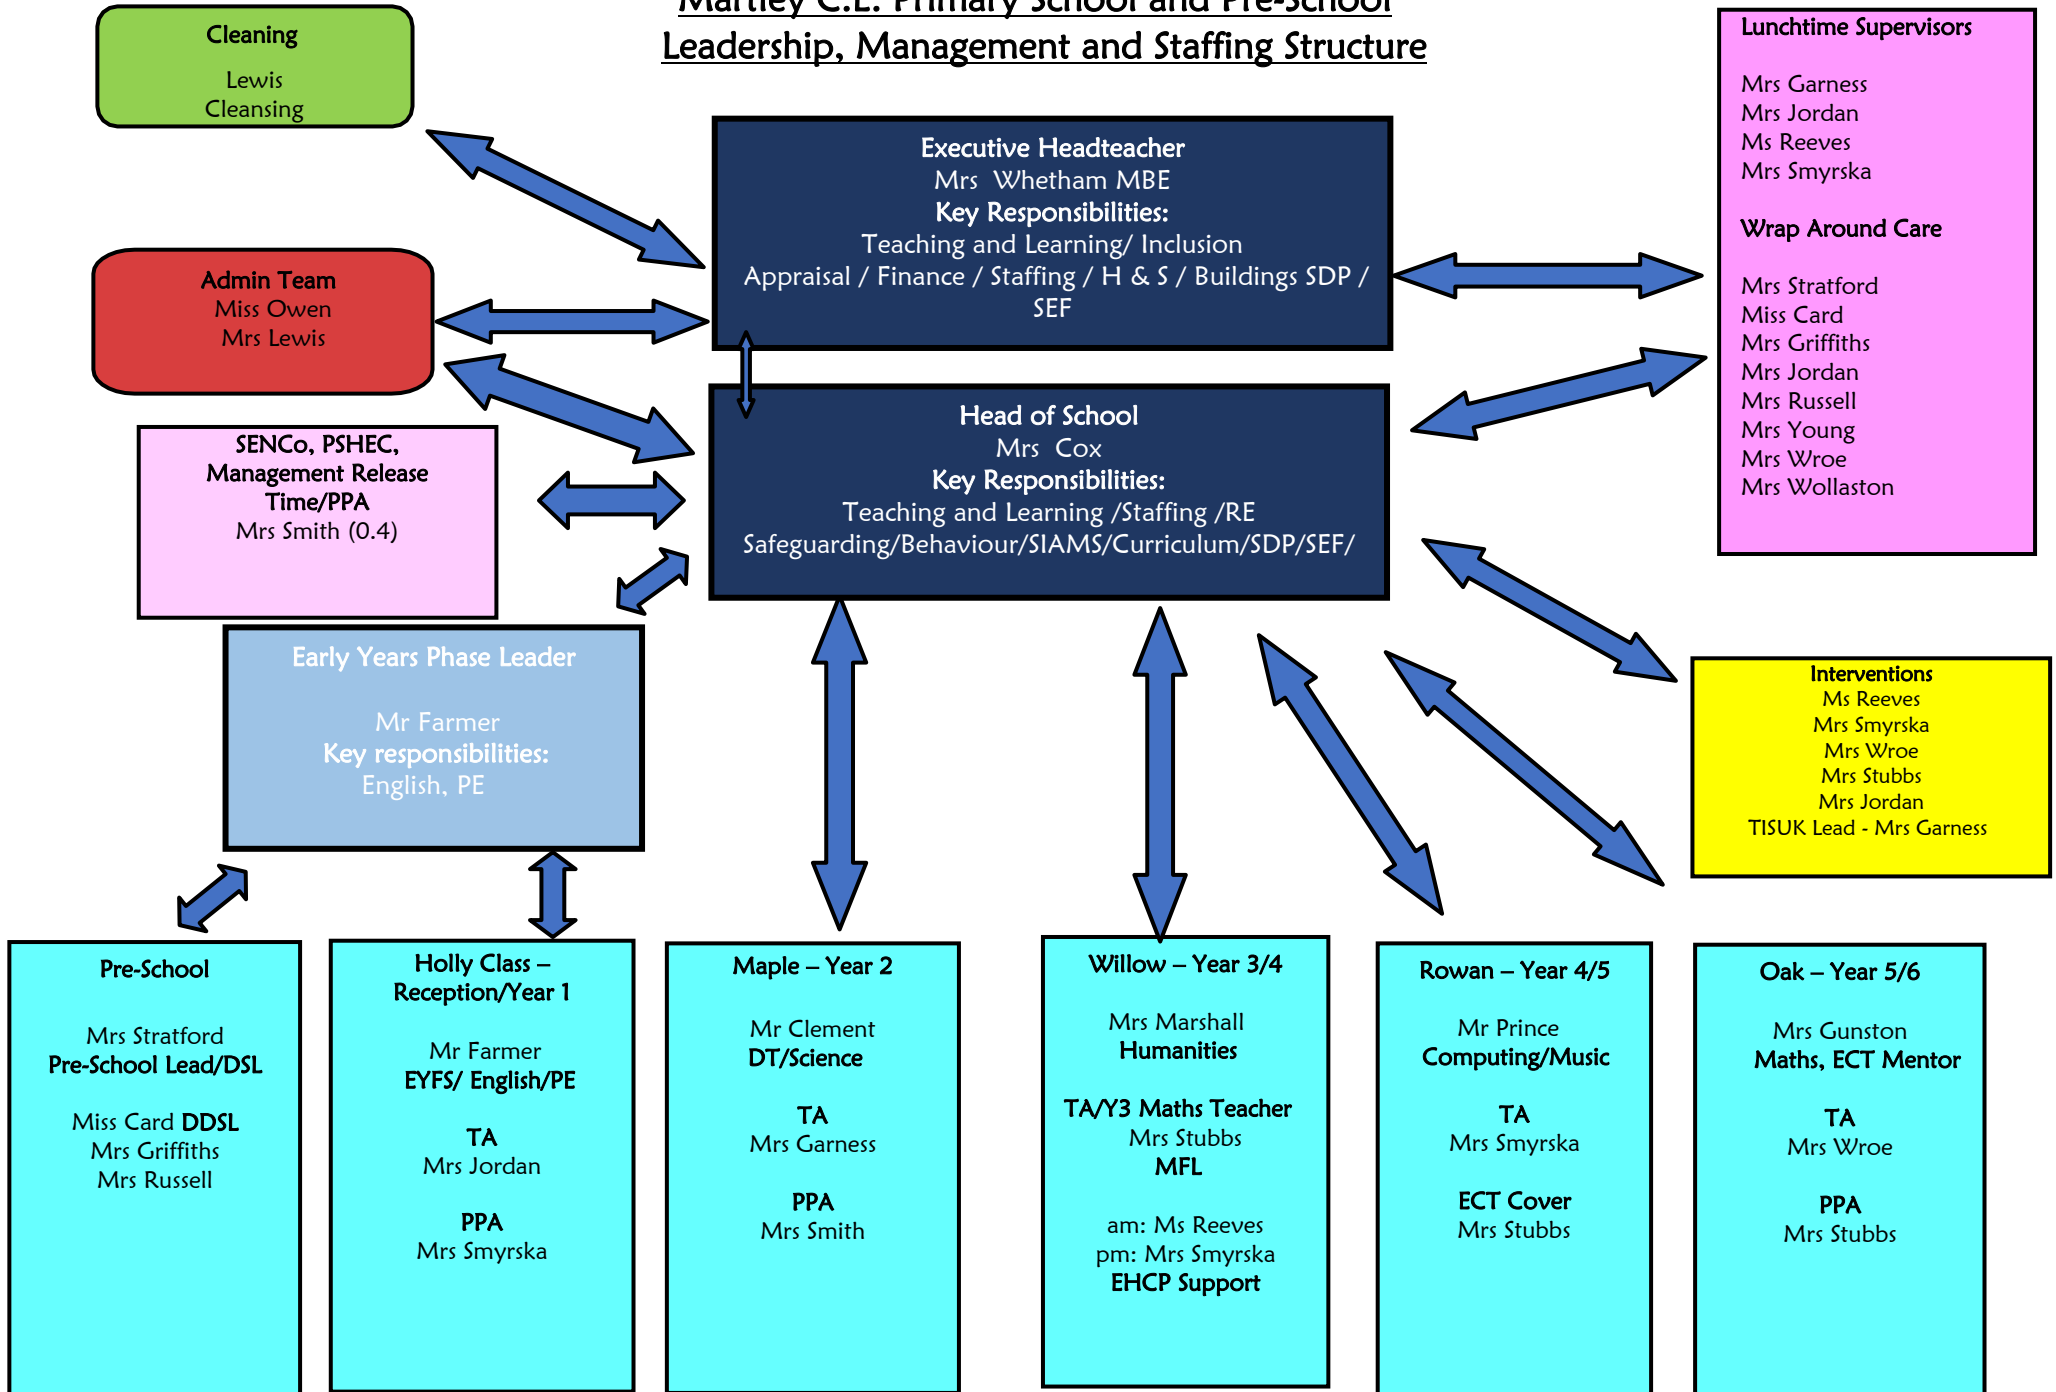 Martley C.E. Primary School and Pre-School
Leadership, Management and Staffing Structure
Cleaning
Lewis
Cleansing
Executive Headteacher
Mrs Whetham MBE
Key Responsibilities:
Teaching and Learning/ Inclusion
Appraisal / Finance / Staffing / H & S / Buildings SDP /
SEF
Lunchtime Supervisors
Mrs Garness
Mrs Jordan
Ms Reeves
Mrs Smyrska
Wrap Around Care
Mrs Stratford
Miss Card
Mrs Griffiths
Mrs Jordan
Mrs Russell
Mrs Young
Mrs Wroe
Mrs Wollaston
Admin Team
Miss Owen
Mrs Lewis
Head of School
Mrs Cox
Key Responsibilities:
Teaching and Learning /Staffing /RE
Safeguarding/Behaviour/SIAMS/Curriculum/SDP/SEF/
SENCo, PSHEC,
Management Release
Time/PPA
Mrs Smith (0.4)
Early Years Phase Leader
Mr Farmer
Key responsibilities:
English, PE
Interventions
Ms Reeves
Mrs Smyrska
Mrs Wroe
Mrs Stubbs
Mrs Jordan
TISUK Lead - Mrs Garness
Pre-School
Mrs Stratford
Pre-School Lead/DSL
Miss Card DDSL
Mrs Griffiths
Mrs Russell
Holly Class –
Reception/Year 1
Mr Farmer
EYFS/ English/PE
TA
Mrs Jordan
PPA
Mrs Smyrska
Maple – Year 2
Mr Clement
DT/Science
TA
Mrs Garness
PPA
Mrs Smith
Willow – Year 3/4
Mrs Marshall
Humanities
TA/Y3 Maths Teacher
Mrs Stubbs
MFL
am: Ms Reeves
pm: Mrs Smyrska
EHCP Support
Rowan – Year 4/5
Mr Prince
Computing/Music
TA
Mrs Smyrska
ECT Cover
Mrs Stubbs
Oak – Year 5/6
Mrs Gunston
Maths, ECT Mentor
TA
Mrs Wroe
PPA
Mrs Stubbs